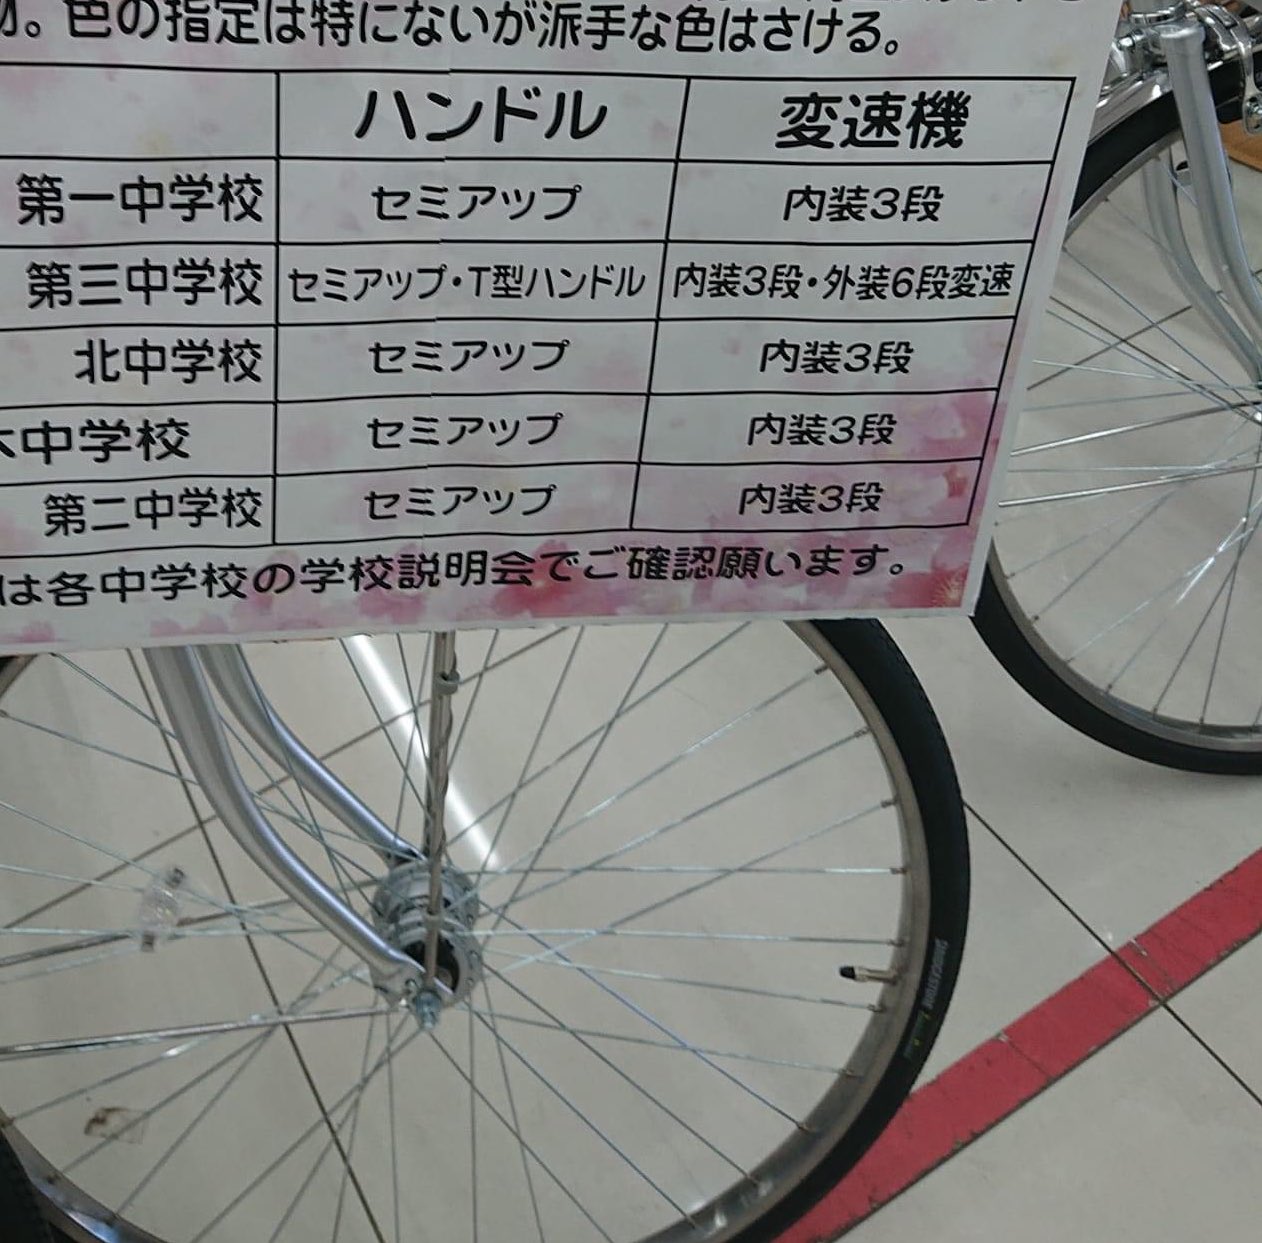 色の指定は特にないが派手な色はさける。
ハンドル 変速機
第一中学校 セミアップ 内装3段
第三中学校 セミアップ・T型ハンドル 内装3段・外装6段変速
北中学校 セミアップ 内装3段
中学校 セミアップ 内装3段
第二中学校 セミアップ 内装3段
は各中学校の学校説明会でご確認願います。
BRIDGESTONE